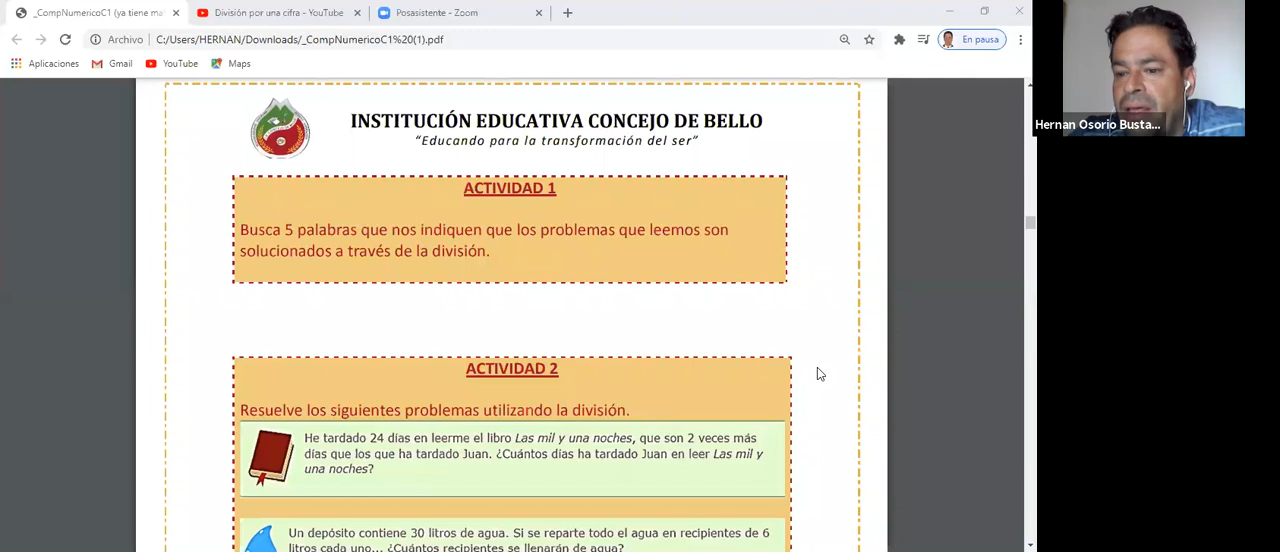 _CompNumericoC1 (ya tiene ma
División por una cifra - YouTube
Posasistente - Zoom
Archivo
C:/Users/HERNAN/Downloads/_CompNumericoC1%20(1).pdf
En pausa
Aplicaciones
Gmail
YouTube
Maps
Hernan Osorio Busta...
INSTITUCIÓN EDUCATIVA CONCEJO DE BELLO
“Educando para la transformación del ser”
ACTIVIDAD 1
Busca 5 palabras que nos indiquen que los problemas que leemos son
solucionados a través de la división.
ACTIVIDAD 2
Resuelve los siguientes problemas utilizando la división.
He tardado 24 días en leerme el libro Las mil y una noches, que son 2 veces más
días que los que ha tardado Juan. ¿Cuántos días ha tardado Juan en leer Las mil y
una noches?
Un depósito contiene 30 litros de agua. Si se reparte todo el agua en recipientes de 6
litros cada uno... ¿Cuántos recipientes se llenarán de agua?